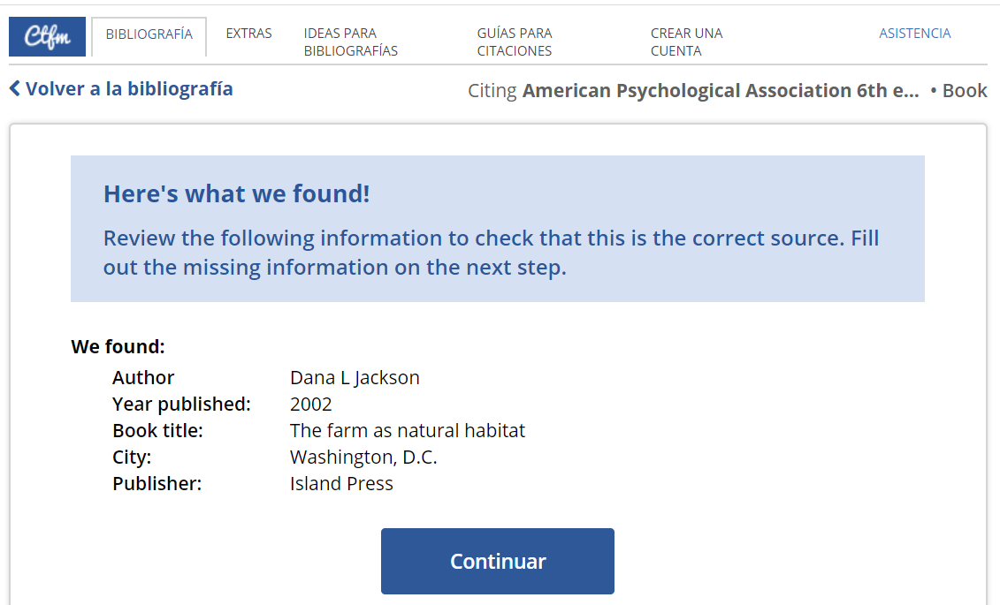 Ctfm BIBLIOGRAFÍA EXTRAS IDEAS PARA BIBLIOGRAFÍAS GUÍAS PARA CITACIONES CREAR UNA CUENTA ASISTENCIA
Volver a la bibliografía Citing American Psychological Association 6th e... • Book
Here's what we found!
Review the following information to check that this is the correct source. Fill
out the missing information on the next step.
We found:
Author Dana L Jackson
Year published: 2002
Book title: The farm as natural habitat
City: Washington, D.C.
Publisher: Island Press
Continuar